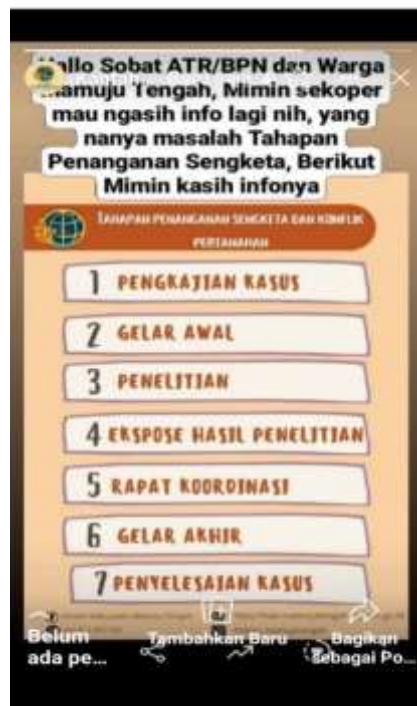 Hallo Sobat ATR/BPN dan Warga
Mamuju Tengah, Mimin sekoper
mau ngasih info lagi nih, yang
nanya masalah Tahapan
Penanganan Sengketa, Berikut
Mimin kasih infonya
TAHAPAN PENANGANAN SENGKETA DAN KONFLIK
PERTANAHAN
1 PENGKAJIAN KASUS
2 GELAR AWAL
3 PENELITIAN
4 EKSPOSE HASIL PENELITIAN
5 RAPAT KOORDINASI
6 GELAR AKHIR
7 PENYELESAIAN KASUS
Belum
ada pe...
Tambahkan Baru
Bagikan
sebagai Po...